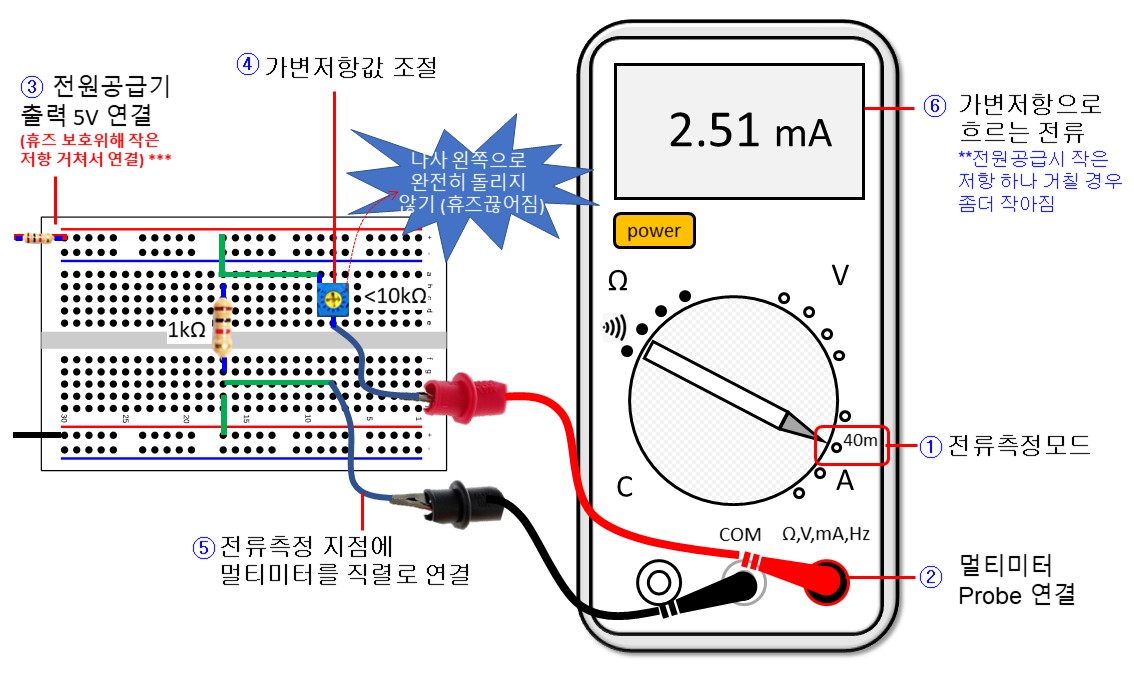 ④ 가변저항값 조절
③ 전원공급기
출력 5V 연결
(휴즈 보호위해 작은
저항 거쳐서 연결) ***
나사 왼쪽으로
완전히 돌리지
않기 (휴즈끊어짐)
<10kΩ
1kΩ
30
25
20
15
10
5
1
a
f
g
⑤ 전류측정 지점에
멀티미터를 직렬로 연결
2.51 mA
power
Ω
V
40m
A
C
COM
Ω,V,mA,Hz
⑥ 가변저항으로
흐르는 전류
**전원공급시 작은
저항 하나 거칠 경우
좀더 작아짐
① 전류측정모드
② 멀티미터
Probe 연결